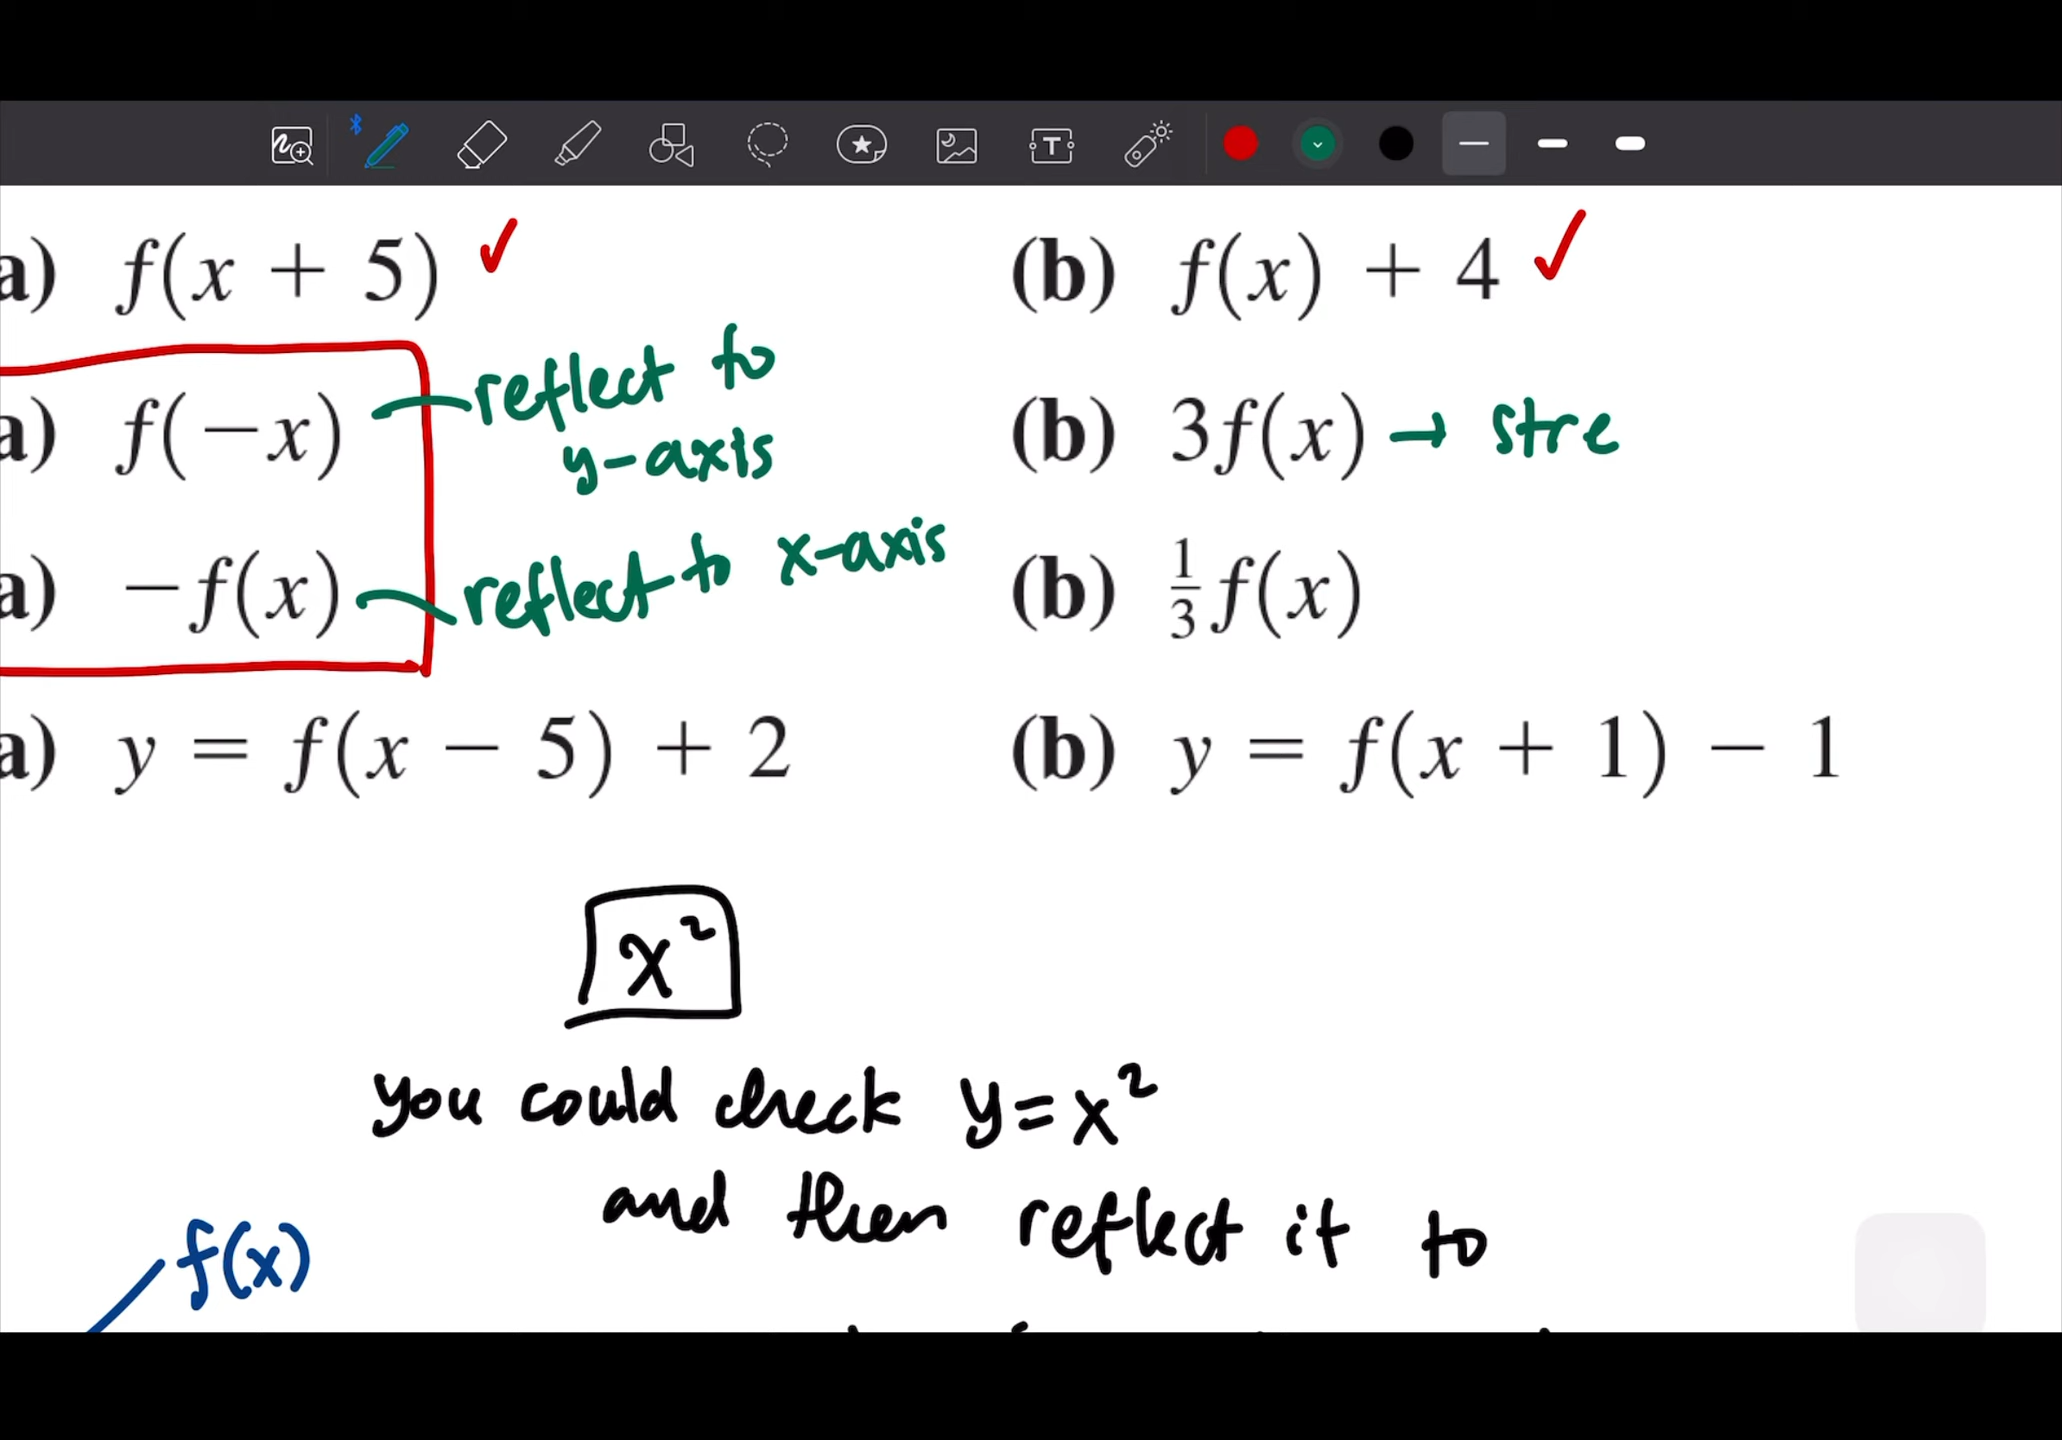 a) f(x + 5) ✓ (b) f(x) + 4 ✓
a) f(−x) reflect to y-axis (b) 3f(x) → stre
a) −f(x) reflect to x-axis (b) 1/3 f(x)
a) y = f(x − 5) + 2 (b) y = f(x + 1) − 1
x²
you could check y=x²
and then reflect it to
f(x)